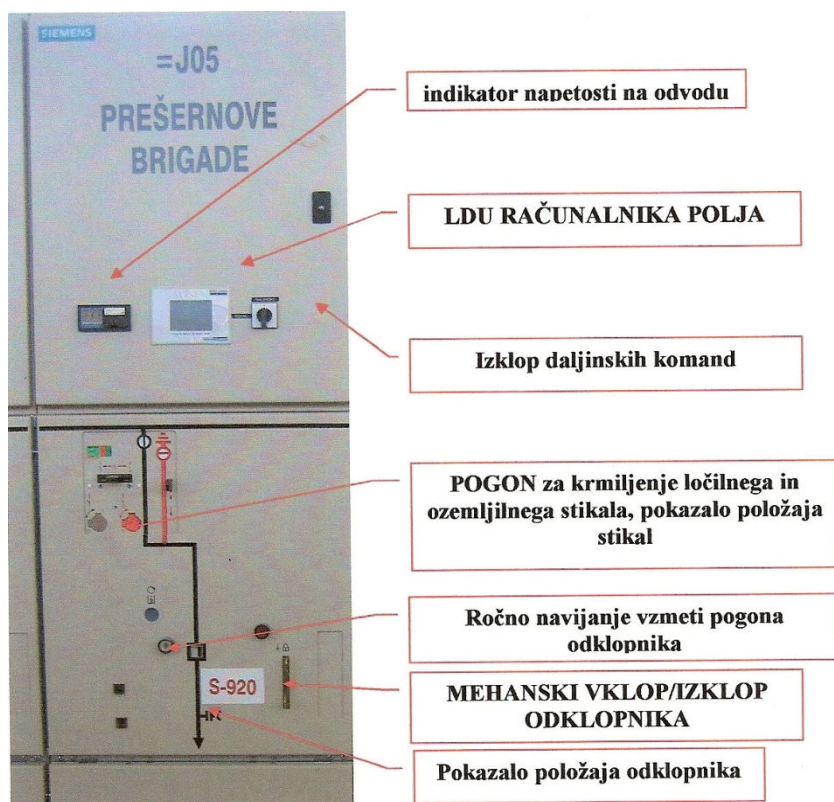 SIEMENS
=J05
PREŠERNOVE
BRIGADE
indikator napetosti na odvodu
LDU RAČUNALNIKA POLJA
Izklop daljinskih komand
POGON za krmiljenje ločilnega in
ozemljilnega stikala, pokazalo položaja
stikal
Ročno navijanje vzmeti pogona
odklopnika
S-920
MEHANSKI VKLOP/IZKLOP
ODKLOPNIKA
Pokazalo položaja odklopnika